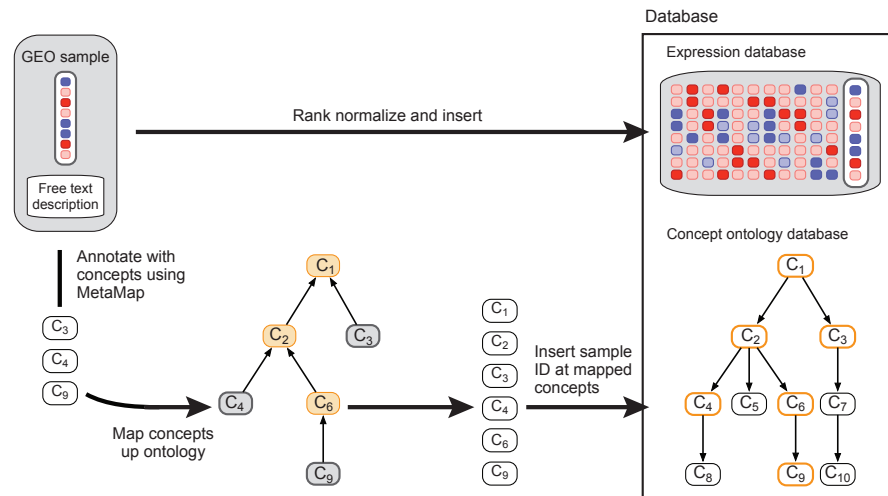 Database
GEO sample
Free text
description
Rank normalize and insert
Expression database
Annotate with
concepts using
MetaMap
C3
C4
C9
Map concepts
up ontology
C1
C2
C3
C4
C6
C9
C1
C2
C3
C4
C6
C9
Insert sample
ID at mapped
concepts
Concept ontology database
C1
C2
C3
C4
C5
C6
C7
C8
C9
C10